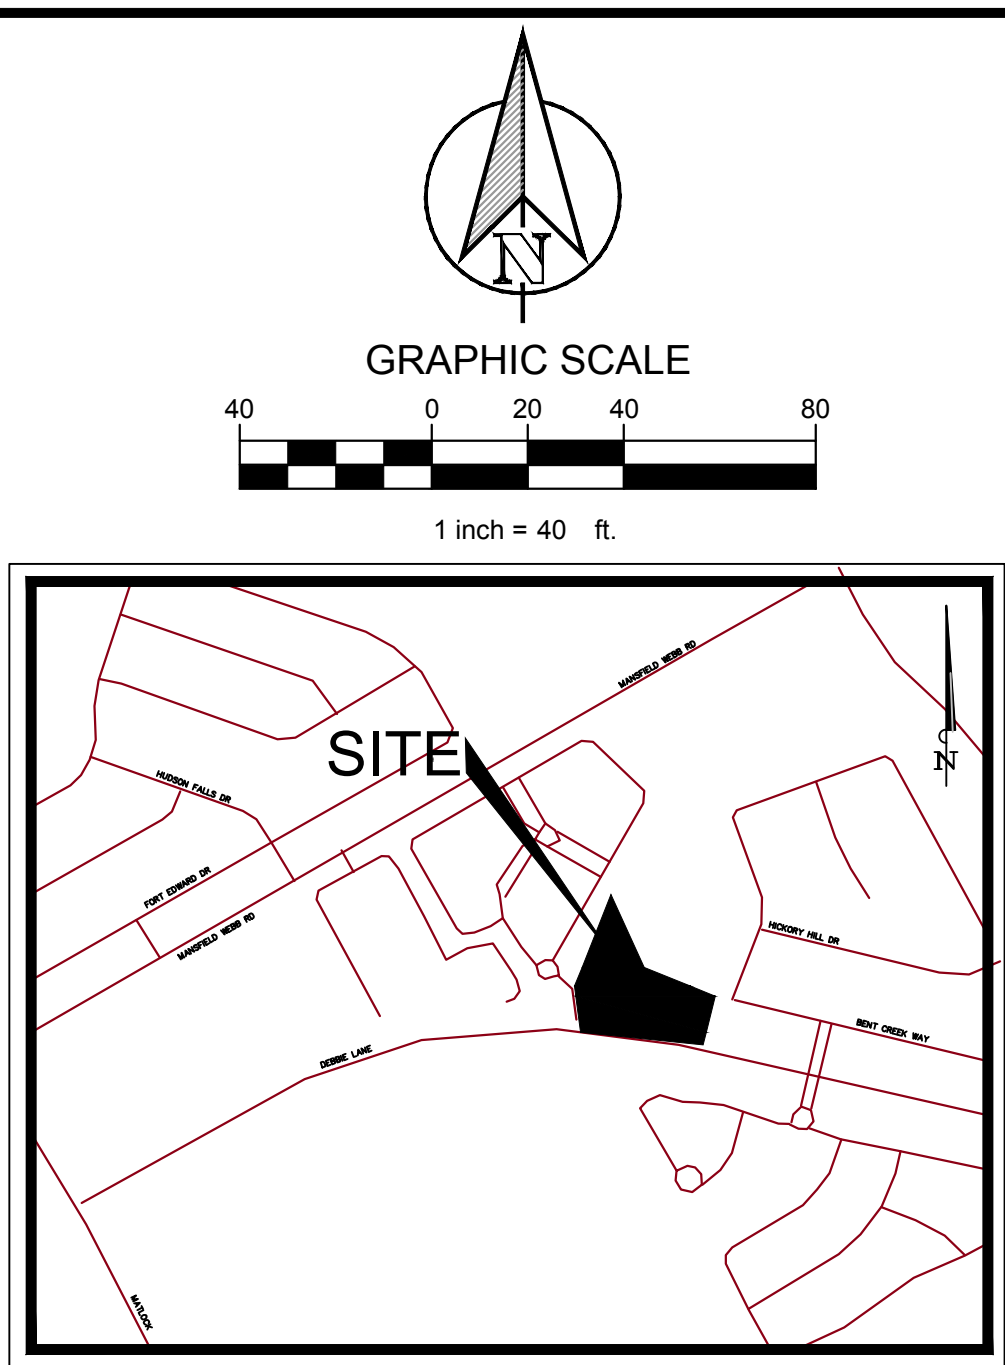 N
GRAPHIC SCALE
40 0 20 40 80
1 inch = 40 ft.
MANSFIELD WEBB RD
SITE
N
HUDSON FALLS DR
FORT EDWARD DR
MANSFIELD WEBB RD
HICKORY HILL DR
BENT CREEK WAY
DEBBIE LANE
MATLOCK